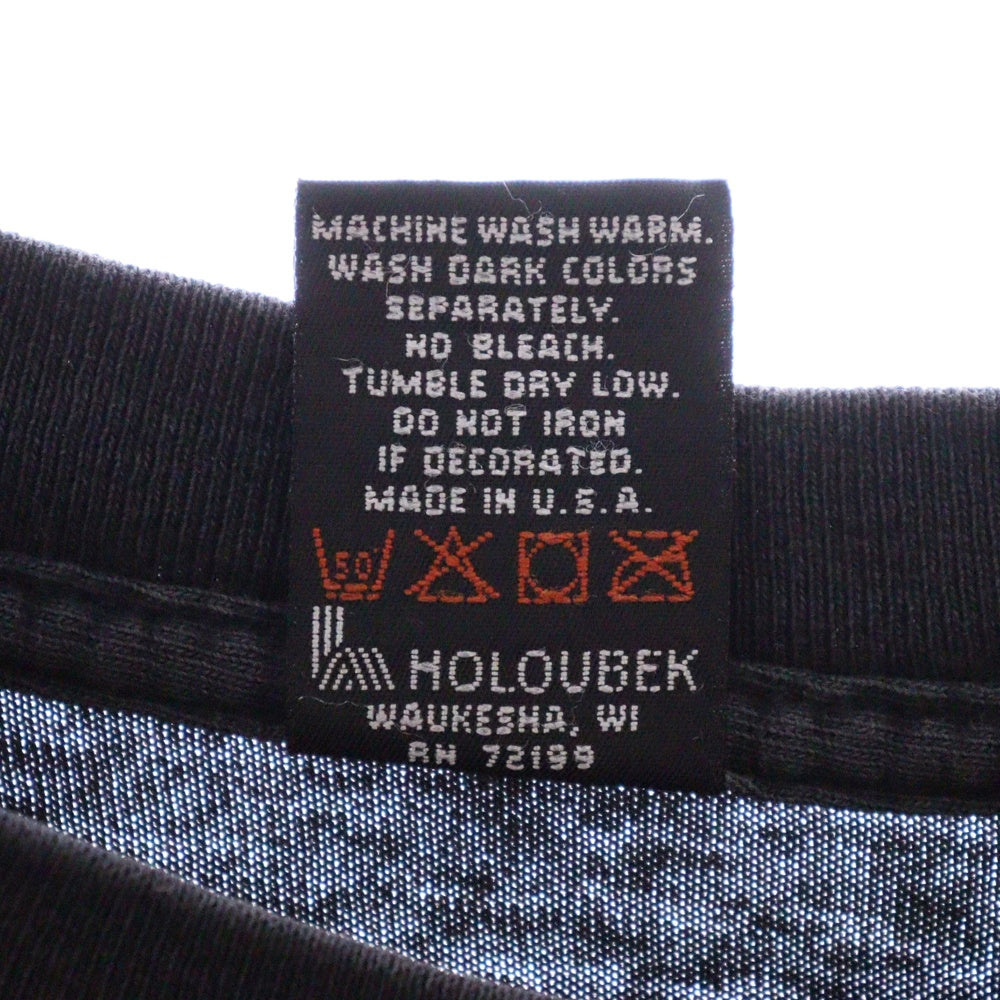 MACHINE WASH WARM.
WASH DARK COLORS
SEPARATELY.
NO BLEACH.
TUMBLE DRY LOW.
DO NOT IRON
IF DECORATED.
MADE IN U.S.A.
50
HOLOUBEK
WAUKESHA, WI
RN 72199